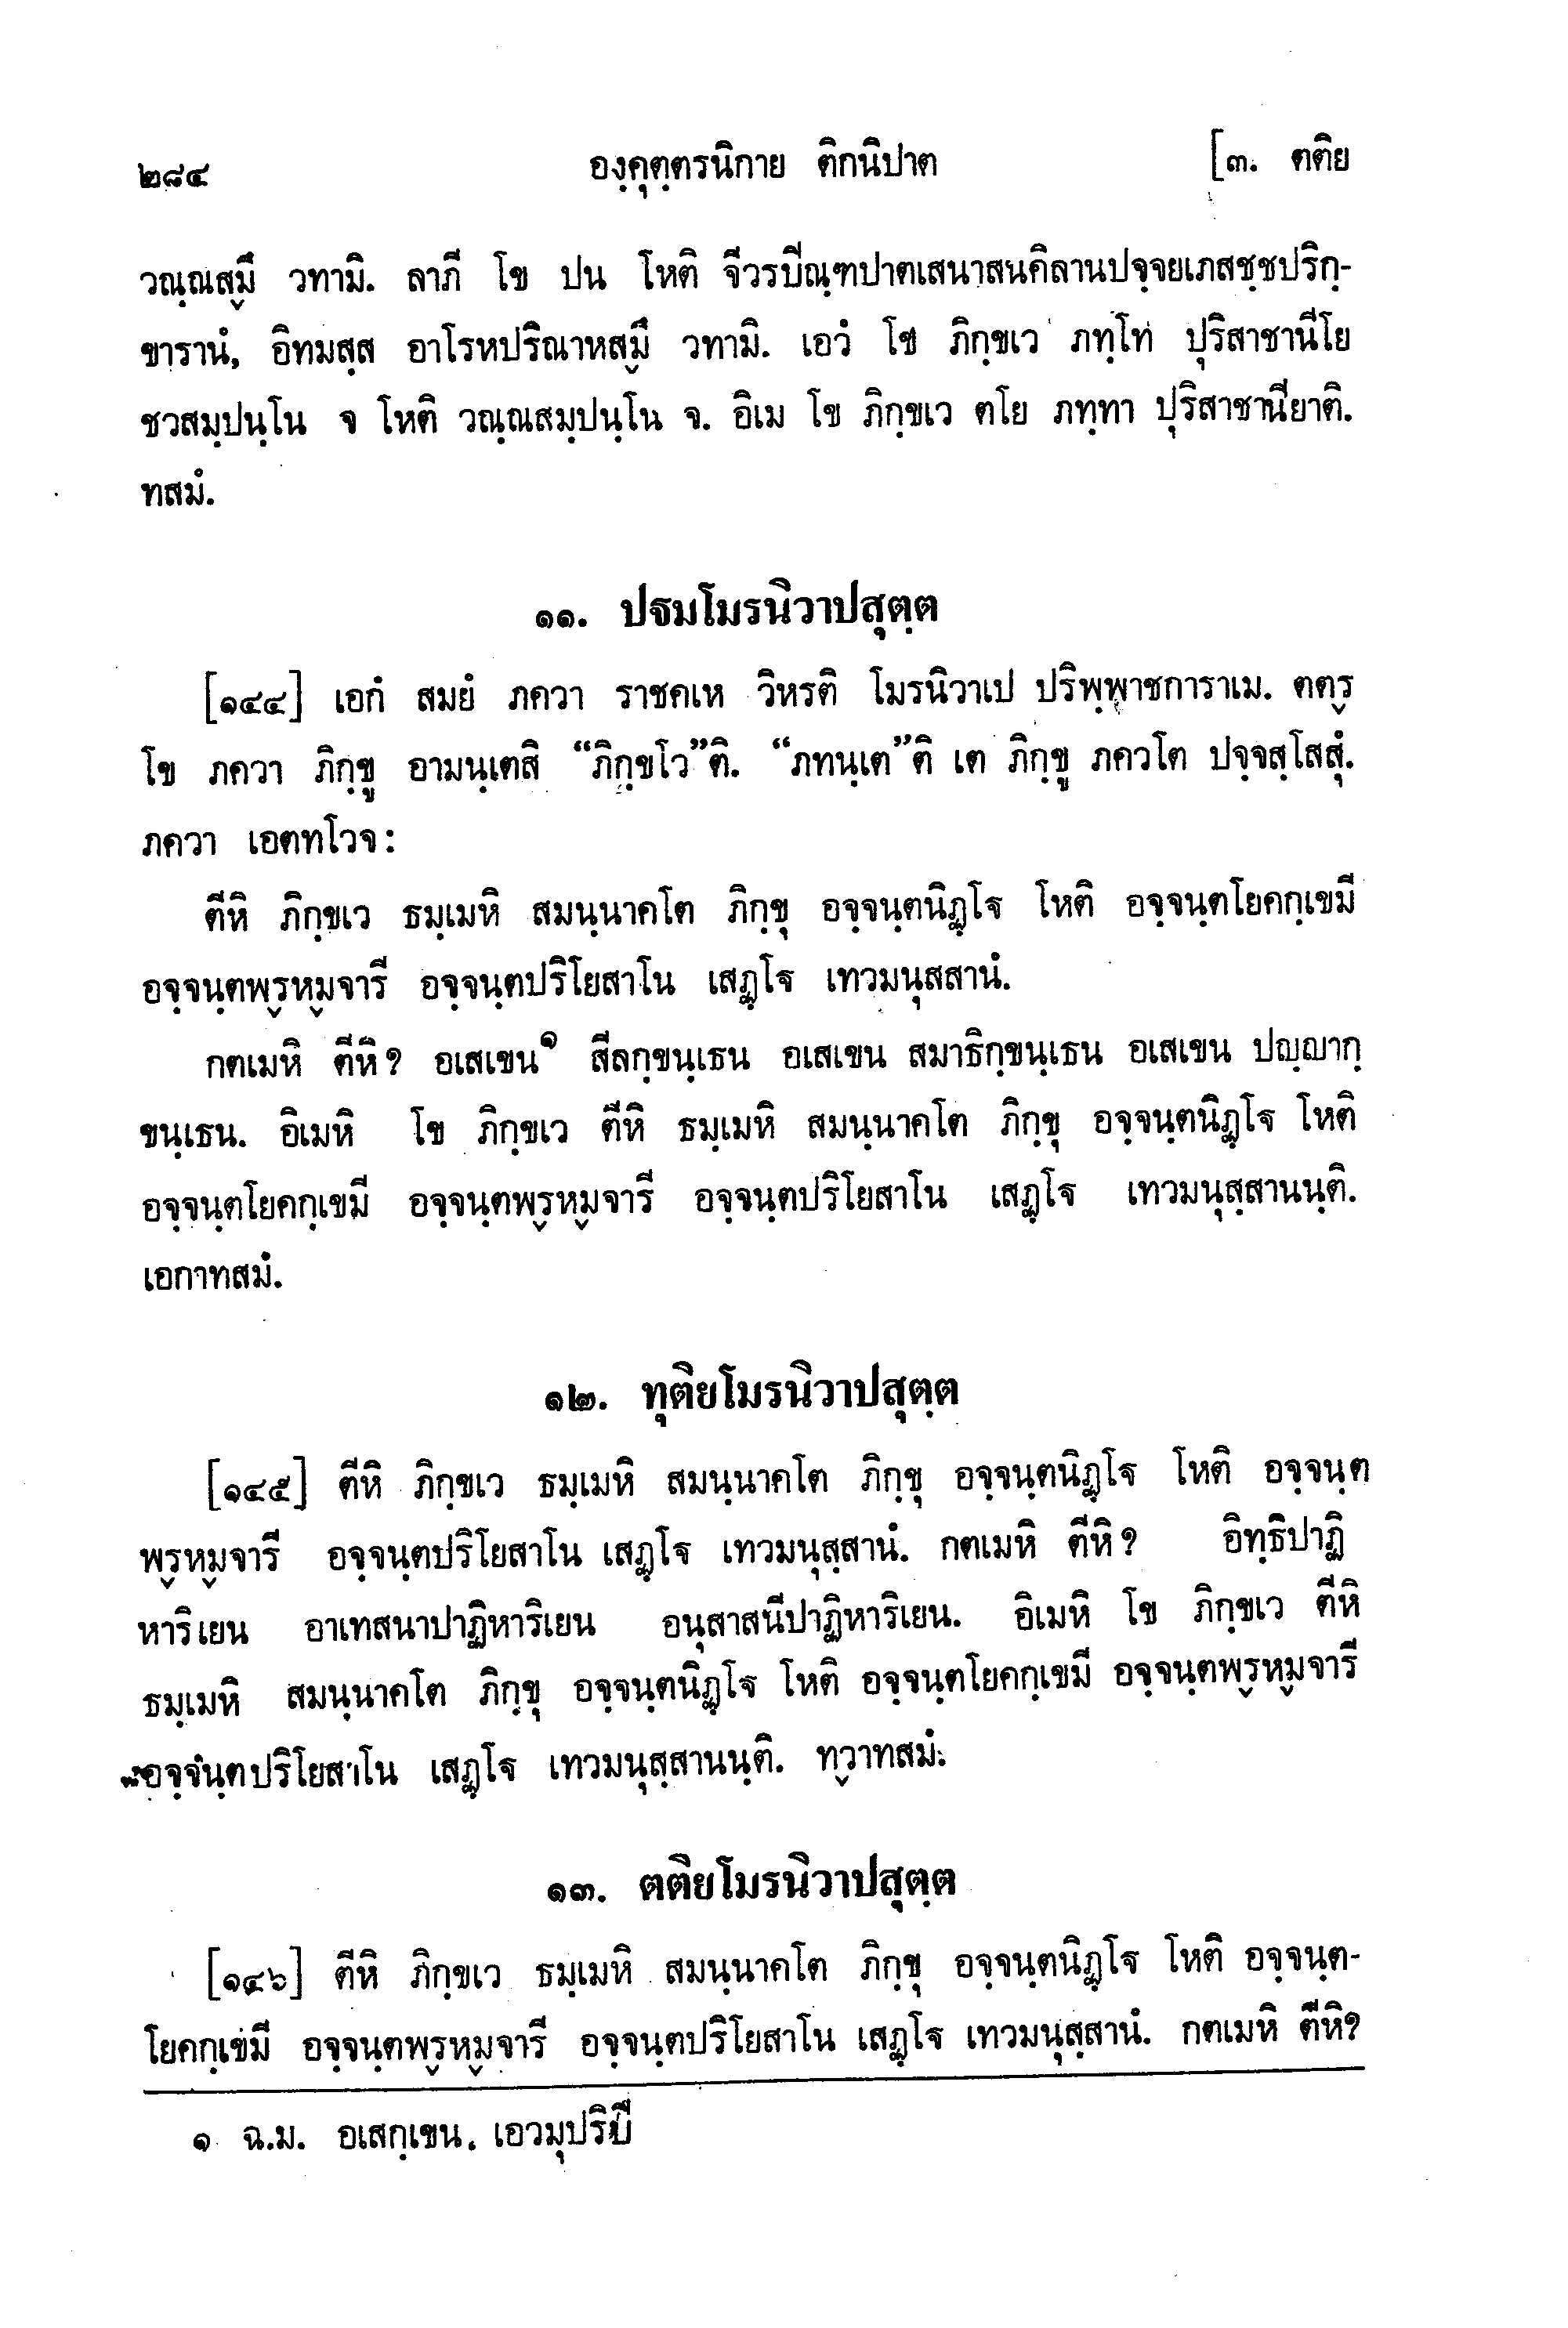 ๒๘๔ องฺคุตฺตรนิกาย ติกนิปาต [๓. ตติย
วณฺณสฺมึ วทามิ. ลาภี โข ปน โหติ จีวรปิณฺฑปาตเสนาสนคิลานปจฺจยเภสชฺชปริกฺ-
ขารานํ, อิทมสฺส อาโรหปริณาหสฺมึ วทามิ. เอวํ โข ภิกฺขเว ภทฺโท ปุริสาชานีโย
ชวสมฺปนฺโน จ โหติ วณฺณสมฺปนฺโน จ. อิเม โข ภิกฺขเว ตโย ภทฺทา ปุริสาชานียาติ.
ทสมํ.
๑๑. ปฐมโมรนิวาปสุตฺต
[๑๔๔] เอกํ สมยํ ภควา ราชคเห วิหรติ โมรนิวาเป ปริพฺพาชการาเม. ตตฺร
โข ภควา ภิกฺขู อามนฺเตสิ “ภิกฺขโว”ติ. “ภทนฺเต”ติ เต ภิกฺขู ภควโต ปจฺจสฺโสสุํ.
ภควา เอตทโวจ:
ตีหิ ภิกฺขเว ธมฺเมหิ สมนฺนาคโต ภิกฺขุ อจฺจนฺตนิฏฺโฐ โหติ อจฺจนฺตโยคกฺเขมี
อจฺจนฺตพฺรหฺมจารี อจฺจนฺตปริโยสาโน เสฏฺโฐ เทวมนุสสานํ.
กตเมหิ ตีหิ? อเสเขน๑ สีลกฺขนฺเธน อเสเขน สมาธิกฺขนฺเธน อเสเขน ปญฺญากฺ
ขนฺเธน. อิเมหิ โข ภิกฺขเว ตีหิ ธมฺเมหิ สมนฺนาคโต ภิกฺขุ อจฺจนฺตนิฏฺโฐ โหติ
อจฺจนฺตโยคกฺเขมี อจฺจนฺตพฺรหฺมจารี อจฺจนฺตปริโยสาโน เสฏฺโฐ เทวมนุสฺสานนฺติ.
เอกาทสมํ.
๑๒. ทุติยโมรนิวาปสุตฺต
[๑๔๕] ตีหิ ภิกฺขเว ธมฺเมหิ สมนฺนาคโต ภิกฺขุ อจฺจนฺตนิฏฺโฐ โหติ อจฺจนฺต
พฺรหฺมจารี อจฺจนฺตปริโยสาโน เสฏฺโฐ เทวมนุสฺสานํ. กตเมหิ ตีหิ? อิทฺธิปาฏิ
หาริเยน อาเทสนาปาฏิหาริเยน อนุสาสนีปาฏิหาริเยน. อิเมหิ โข ภิกฺขเว ตีหิ
ธมฺเมหิ สมนฺนาคโต ภิกฺขุ อจฺจนฺตนิฏฺโฐ โหติ อจฺจนฺตโยคกฺเขมี อจฺจนฺตพฺรหฺมจารี
อจฺจนฺตปริโยสาโน เสฏฺโฐ เทวมนุสฺสานนฺติ. ทฺวาทสมํ.
๑๓. ตติยโมรนิวาปสุตฺต
[๑๔๖] ตีหิ ภิกฺขเว ธมฺเมหิ สมนฺนาคโต ภิกฺขุ อจฺจนฺตนิฏฺโฐ โหติ อจฺจนฺต-
โยคกฺเขมี อจฺจนฺตพฺรหฺมจารี อจฺจนฺตปริโยสาโน เสฏฺโฐ เทวมนุสฺสานํ. กตเมหิ ตีหิ?
๑ ฉ.ม. อเสกฺเขน. เอวมุปริปิ